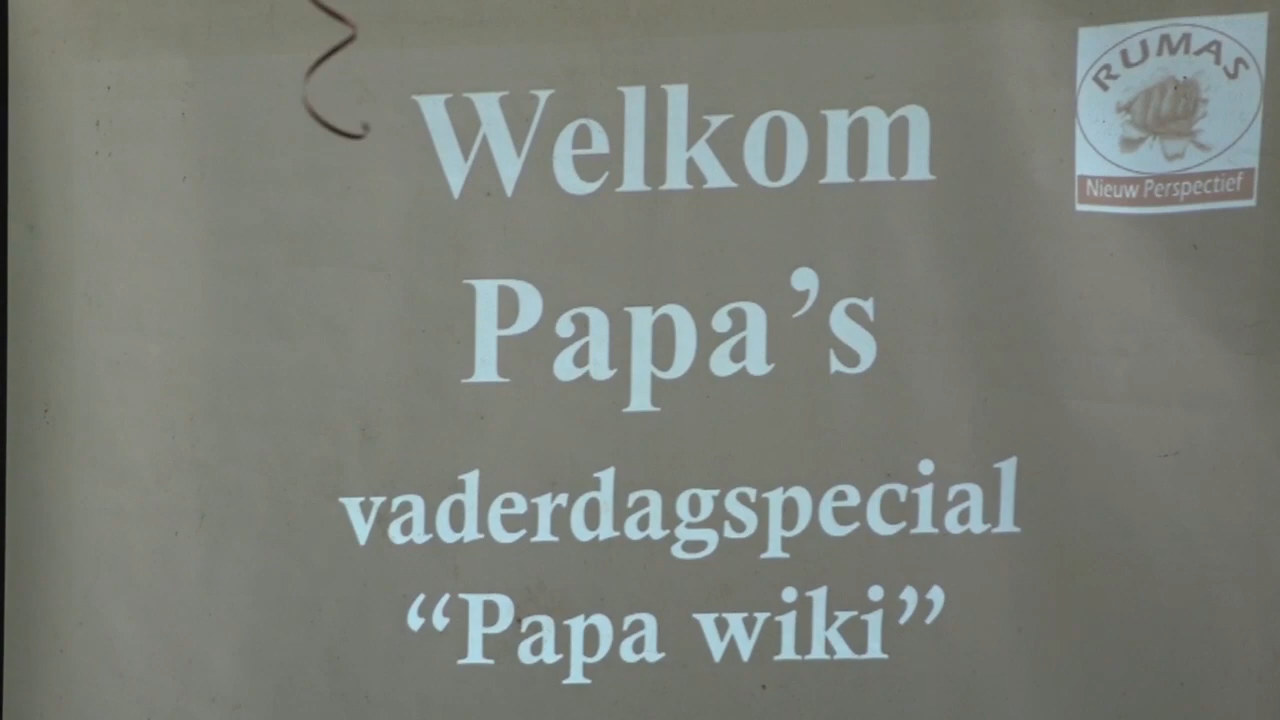 RUMAS
Nieuw Perspectief
Welkom
Papa’s
vaderdagspecial
“Papa wiki”